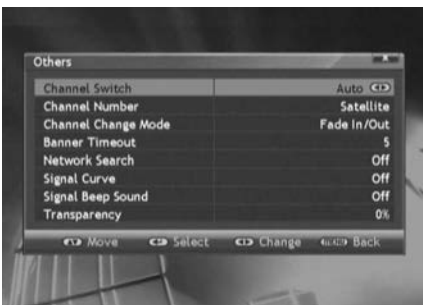 Others
Channel Switch Auto
Channel Number Satellite
Channel Change Mode Fade In/Out
Banner Timeout 5
Network Search Off
Signal Curve Off
Signal Beep Sound Off
Transparency 0%
Move Select Change Back